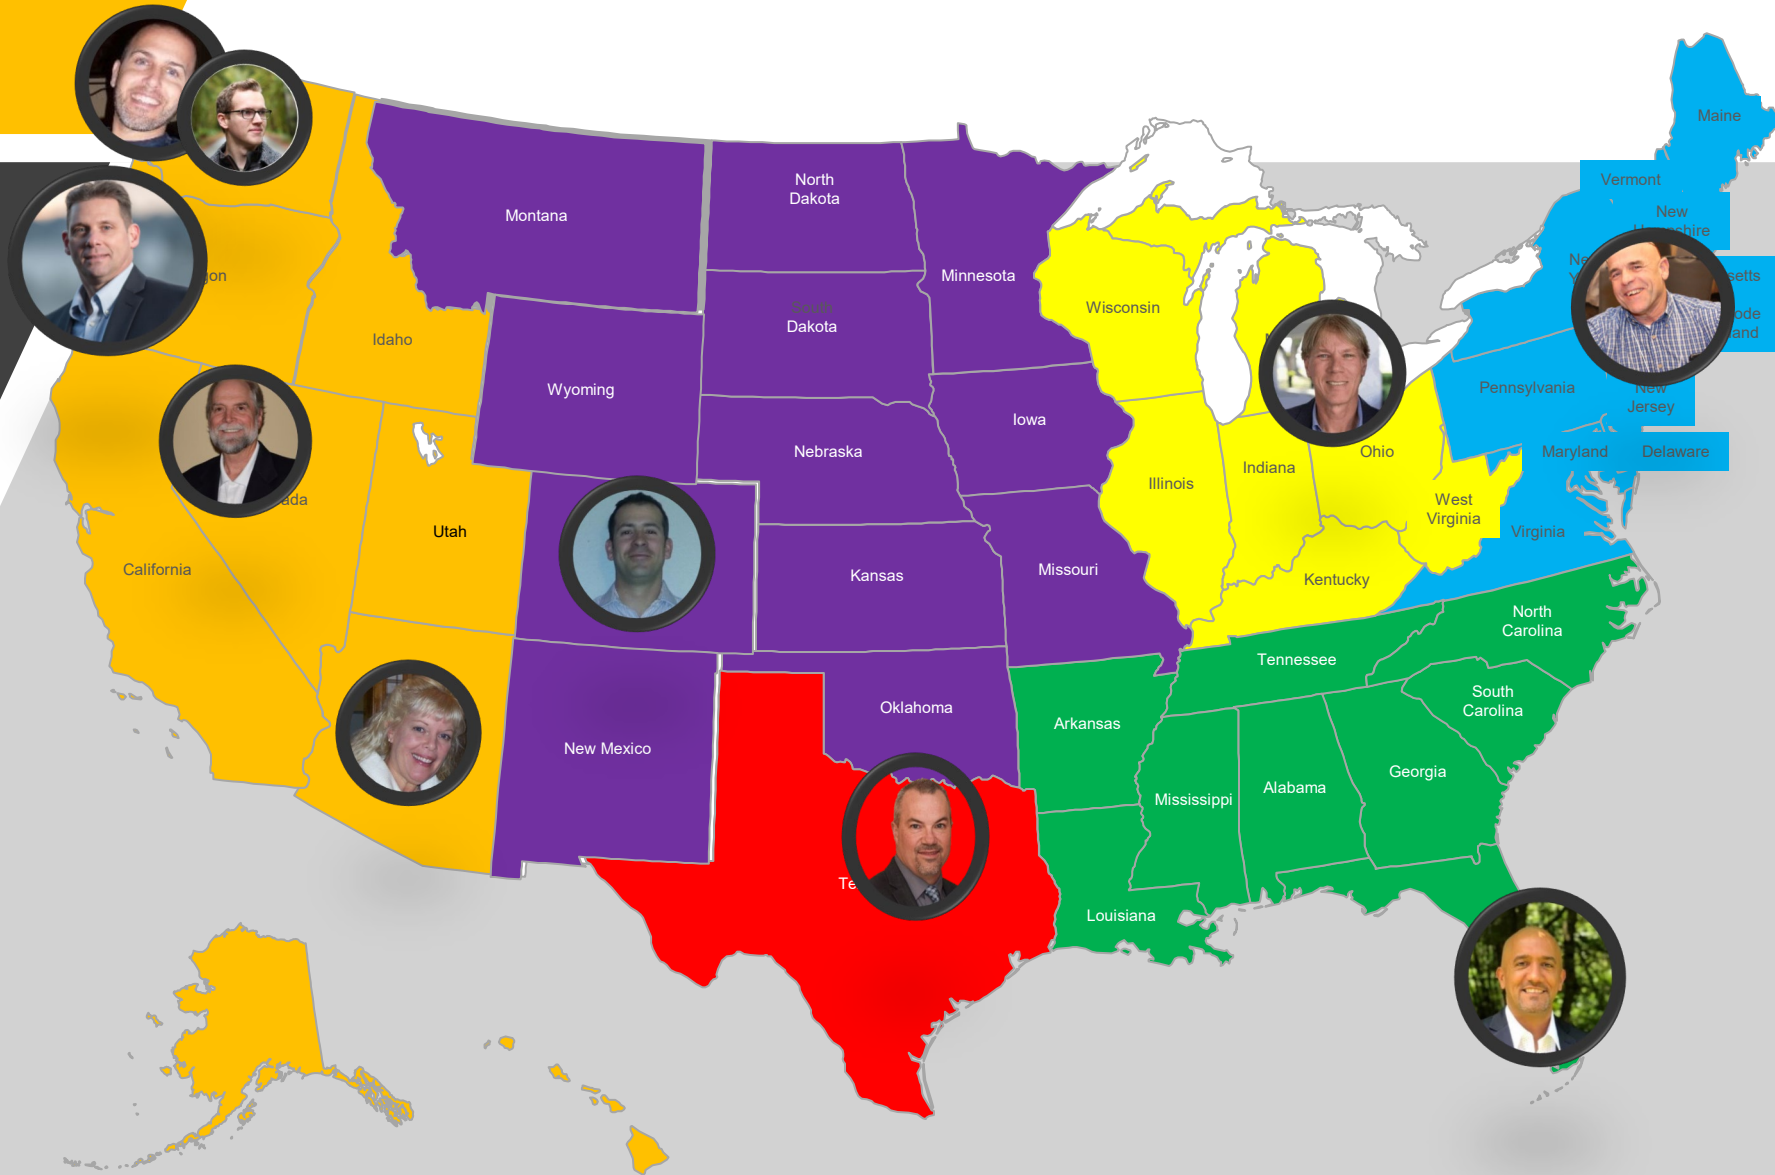 Maine
Vermont
New
North
Dakota
Montana
Minnesota
South
Dakota
Wisconsin
Idaho
Wyoming
Pennsylvania
New
Jersey
Iowa
Nebraska
Ohio
Maryland
Delaware
Indiana
Illinois
West
Virginia
Utah
Virginia
California
Kansas
Missouri
Kentucky
North
Carolina
Tennessee
South
Carolina
Oklahoma
Arkansas
New Mexico
Georgia
Alabama
Mississippi
Louisiana